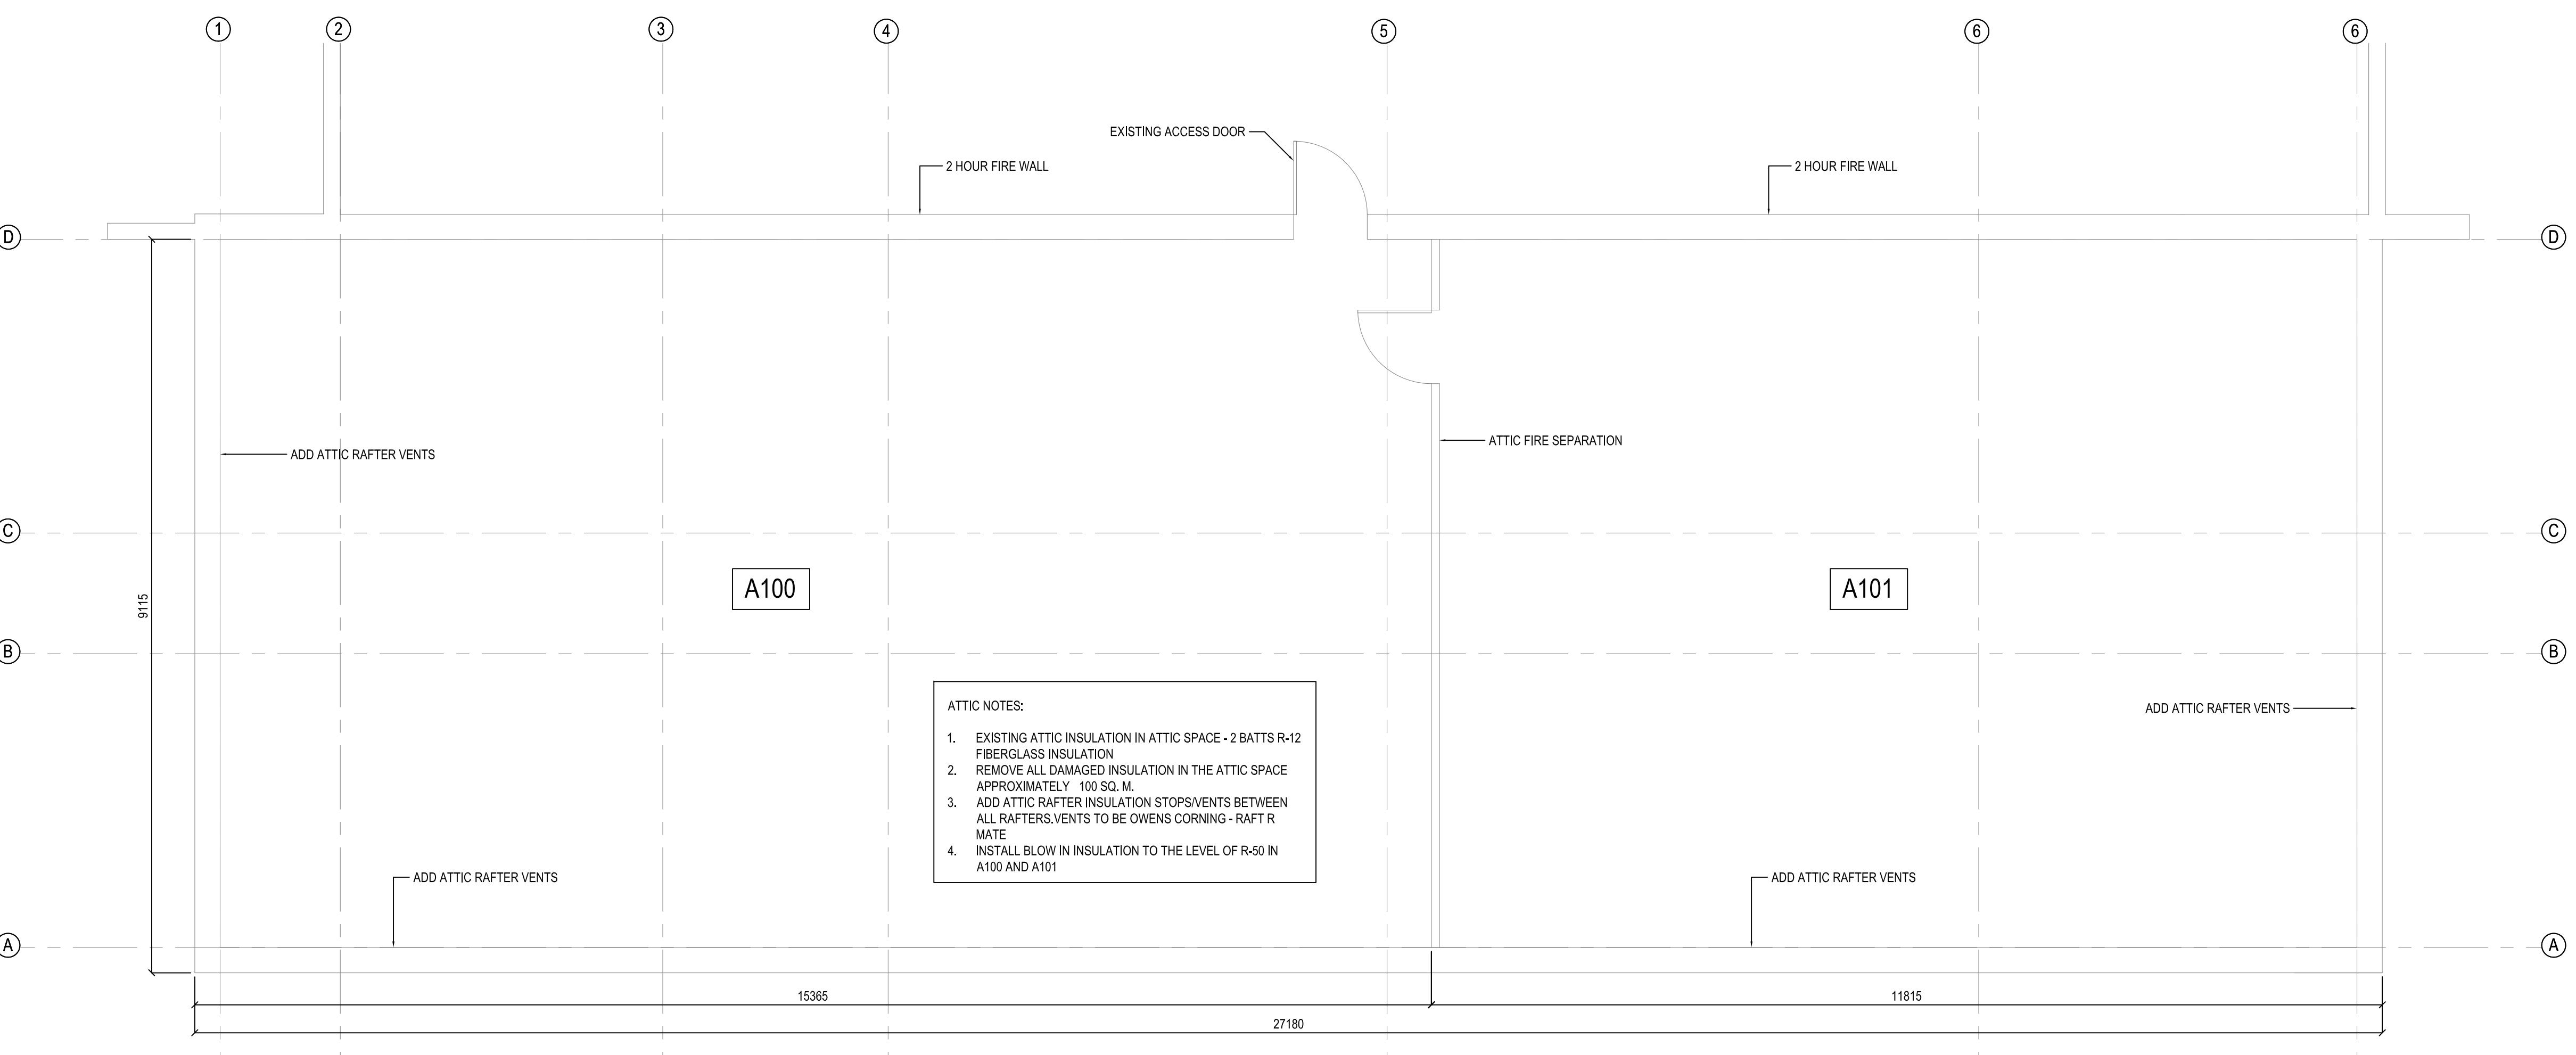 1 2 3 4 5 6 6
EXISTING ACCESS DOOR
2 HOUR FIRE WALL
2 HOUR FIRE WALL
D D
ATTIC FIRE SEPARATION
ADD ATTIC RAFTER VENTS
C C
A100
A101
9115
B B
ATTIC NOTES:
1. EXISTING ATTIC INSULATION IN ATTIC SPACE - 2 BATTS R-12
FIBERGLASS INSULATION
2. REMOVE ALL DAMAGED INSULATION IN THE ATTIC SPACE
APPROXIMATELY 100 SQ. M.
3. ADD ATTIC RAFTER INSULATION STOPS/VENTS BETWEEN
ALL RAFTERS.VENTS TO BE OWENS CORNING - RAFT R
MATE
4. INSTALL BLOW IN INSULATION TO THE LEVEL OF R-50 IN
A100 AND A101
ADD ATTIC RAFTER VENTS
ADD ATTIC RAFTER VENTS
ADD ATTIC RAFTER VENTS
A A
15365
11815
27180